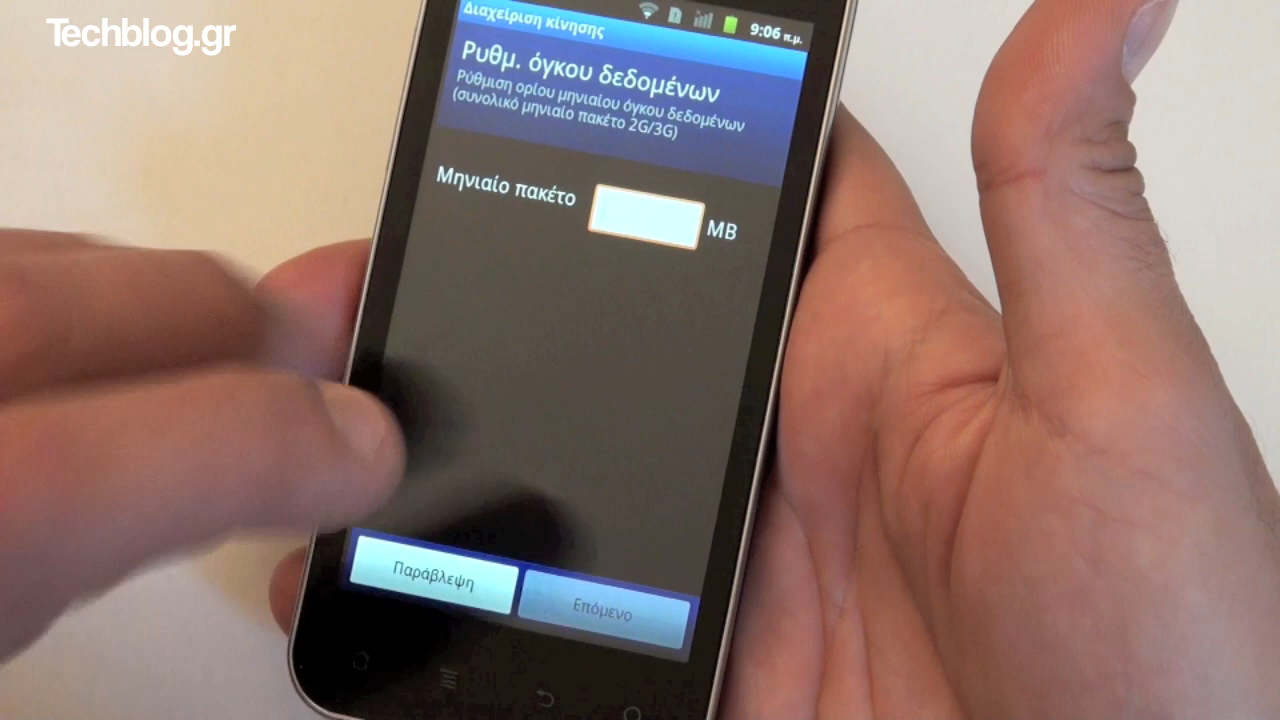 Techblog.gr
9:06 π.μ.
Διαχείριση κίνησης
Ρυθμ. όγκου δεδομένων
Ρύθμιση ορίου μηνιαίου όγκου δεδομένων
(συνολικό μηνιαίο πακέτο 2G/3G)
Μηνιαίο πακέτο
MB
Παράβλεψη
Επόμενο